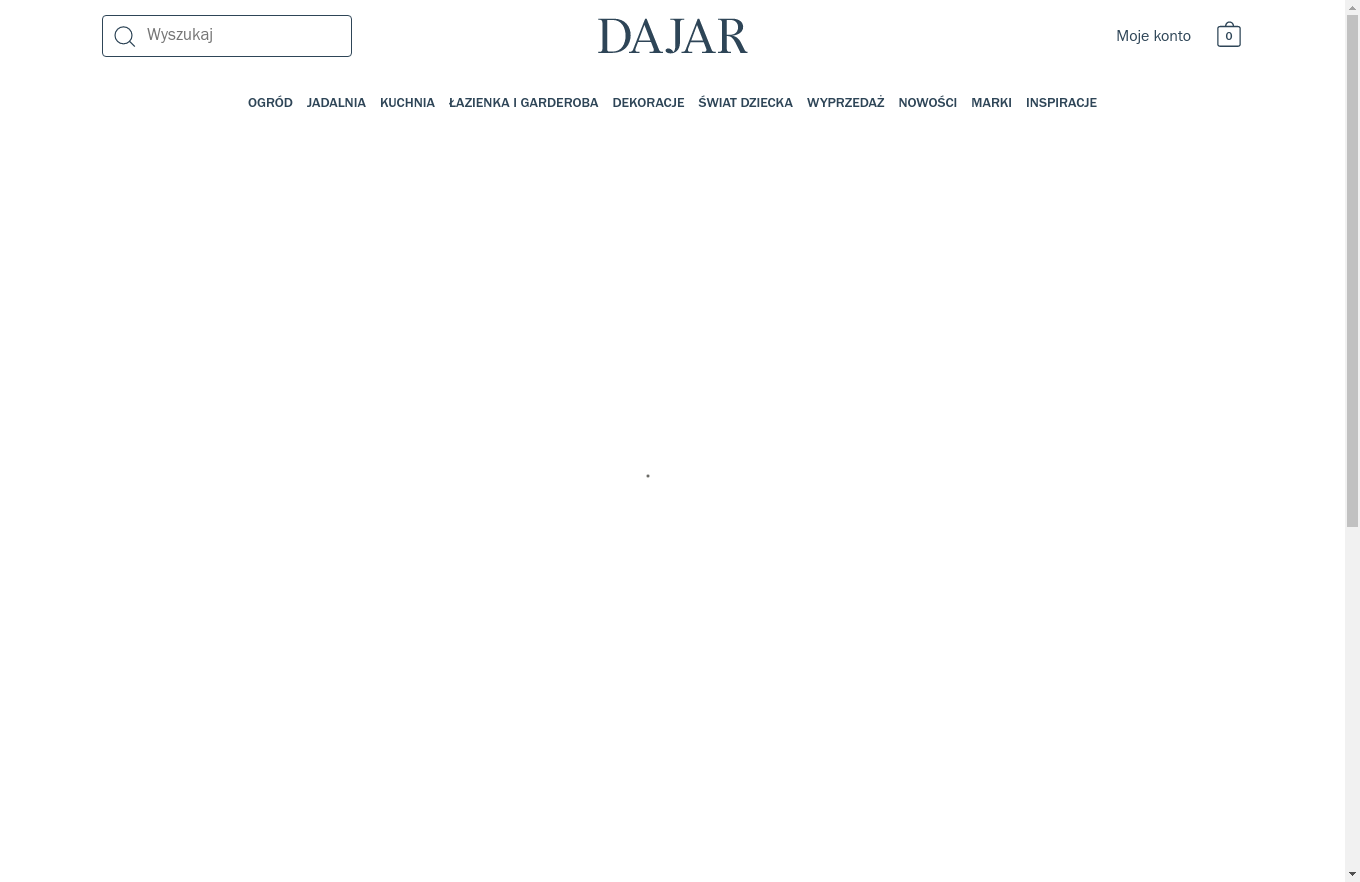 Wyszukaj
DAJAR
Moje konto
0
OGRÓD JADALNIA KUCHNIA ŁAZIENKA I GARDEROBA DEKORACJE ŚWIAT DZIECKA WYPRZEDAŻ NOWOŚCI MARKI INSPIRACJE